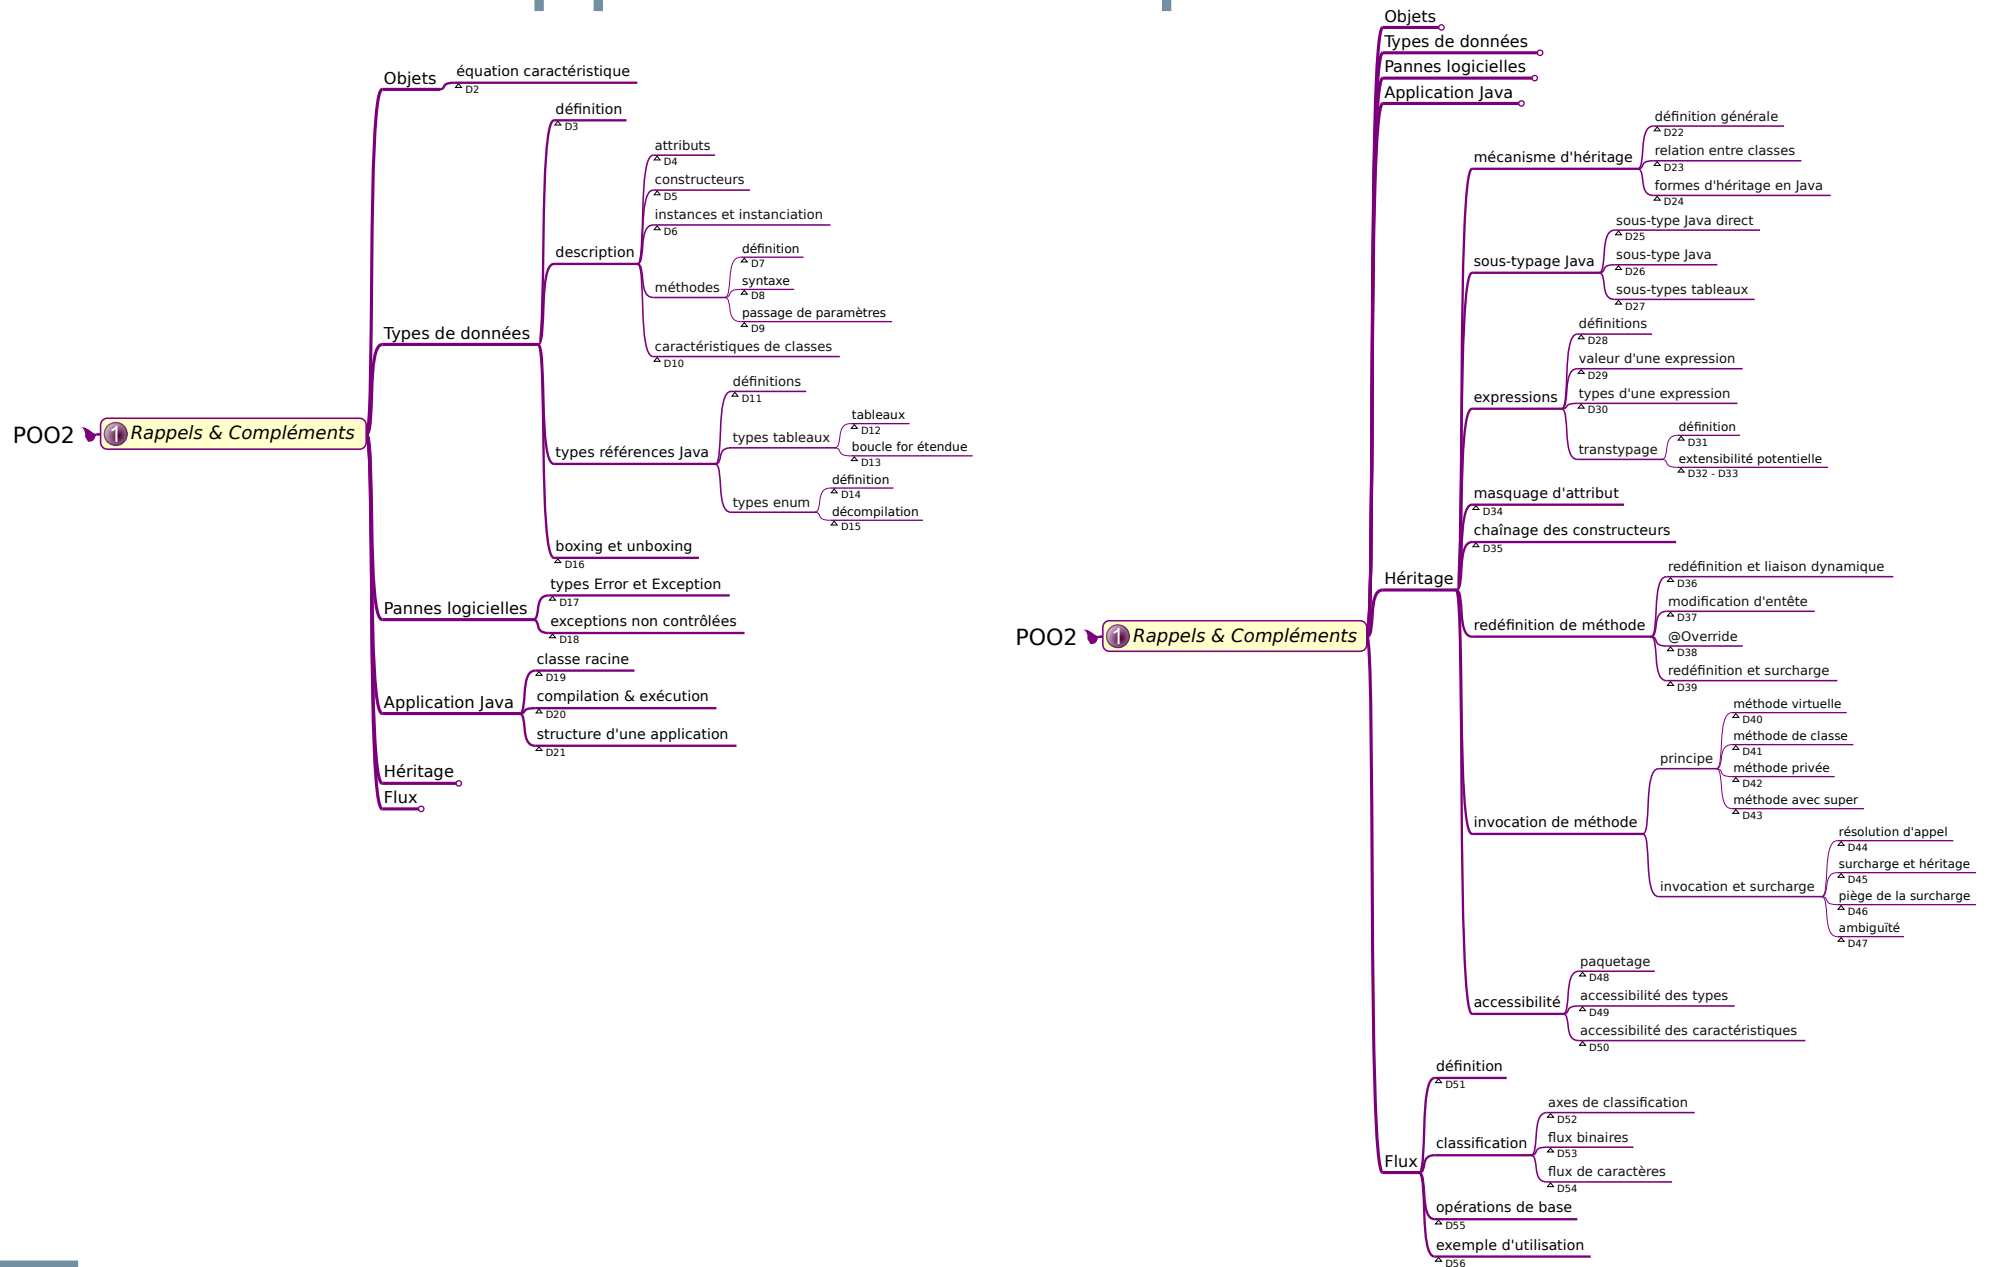 Objets
équation caractéristique
D2
définition
D3
attributs
D4
constructeurs
D5
instances et instanciation
D6
description
définition
D7
méthodes
syntaxe
D8
passage de paramètres
D9
Types de données
caractéristiques de classes
D10
définitions
D11
tableaux
D12
types tableaux
boucle for étendue
D13
POO2
1 Rappels & Compléments
types références Java
définition
D14
types enum
décompilation
D15
boxing et unboxing
D16
types Error et Exception
D17
Pannes logicielles
exceptions non contrôlées
D18
classe racine
D19
compilation & exécution
D20
Application Java
structure d'une application
D21
Héritage
Flux
Objets
Types de données
Pannes logicielles
Application Java
définition générale
D22
mécanisme d'héritage
relation entre classes
D23
formes d'héritage en Java
D24
sous-type Java direct
D25
sous-typage Java
sous-type Java
D26
sous-types tableaux
D27
définitions
D28
valeur d'une expression
D29
expressions
types d'une expression
D30
définition
D31
transtypage
extensibilité potentielle
D32 - D33
masquage d'attribut
D34
chaînage des constructeurs
D35
Héritage
redéfinition et liaison dynamique
D36
modification d'entête
D37
redéfinition de méthode
@Override
D38
redéfinition et surcharge
D39
POO2
1 Rappels & Compléments
méthode virtuelle
D40
méthode de classe
D41
principe
méthode privée
D42
méthode avec super
D43
invocation de méthode
résolution d'appel
D44
surcharge et héritage
D45
invocation et surcharge
piège de la surcharge
D46
ambiguïté
D47
paquetage
D48
accessibilité
accessibilité des types
D49
accessibilité des caractéristiques
D50
définition
D51
axes de classification
D52
classification
flux binaires
D53
Flux
flux de caractères
D54
opérations de base
D55
exemple d'utilisation
D56